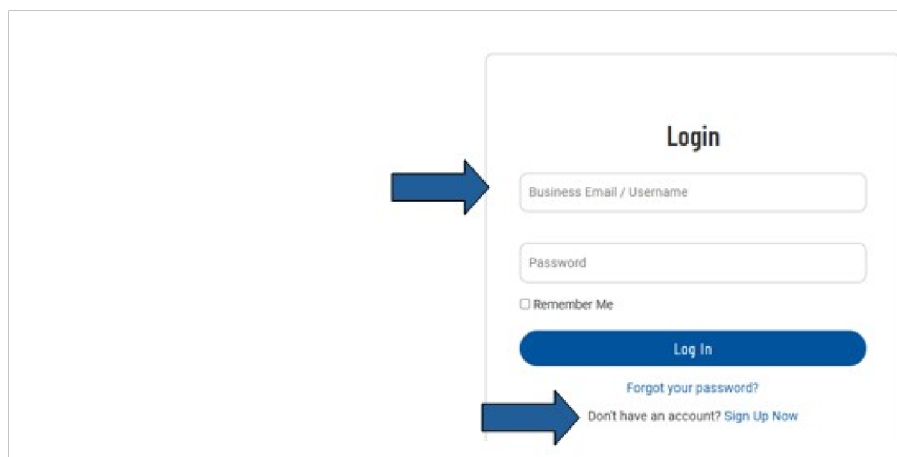 Login
Business Email / Username
Password
Remember Me
Log In
Forgot your password?
Don't have an account? Sign Up Now